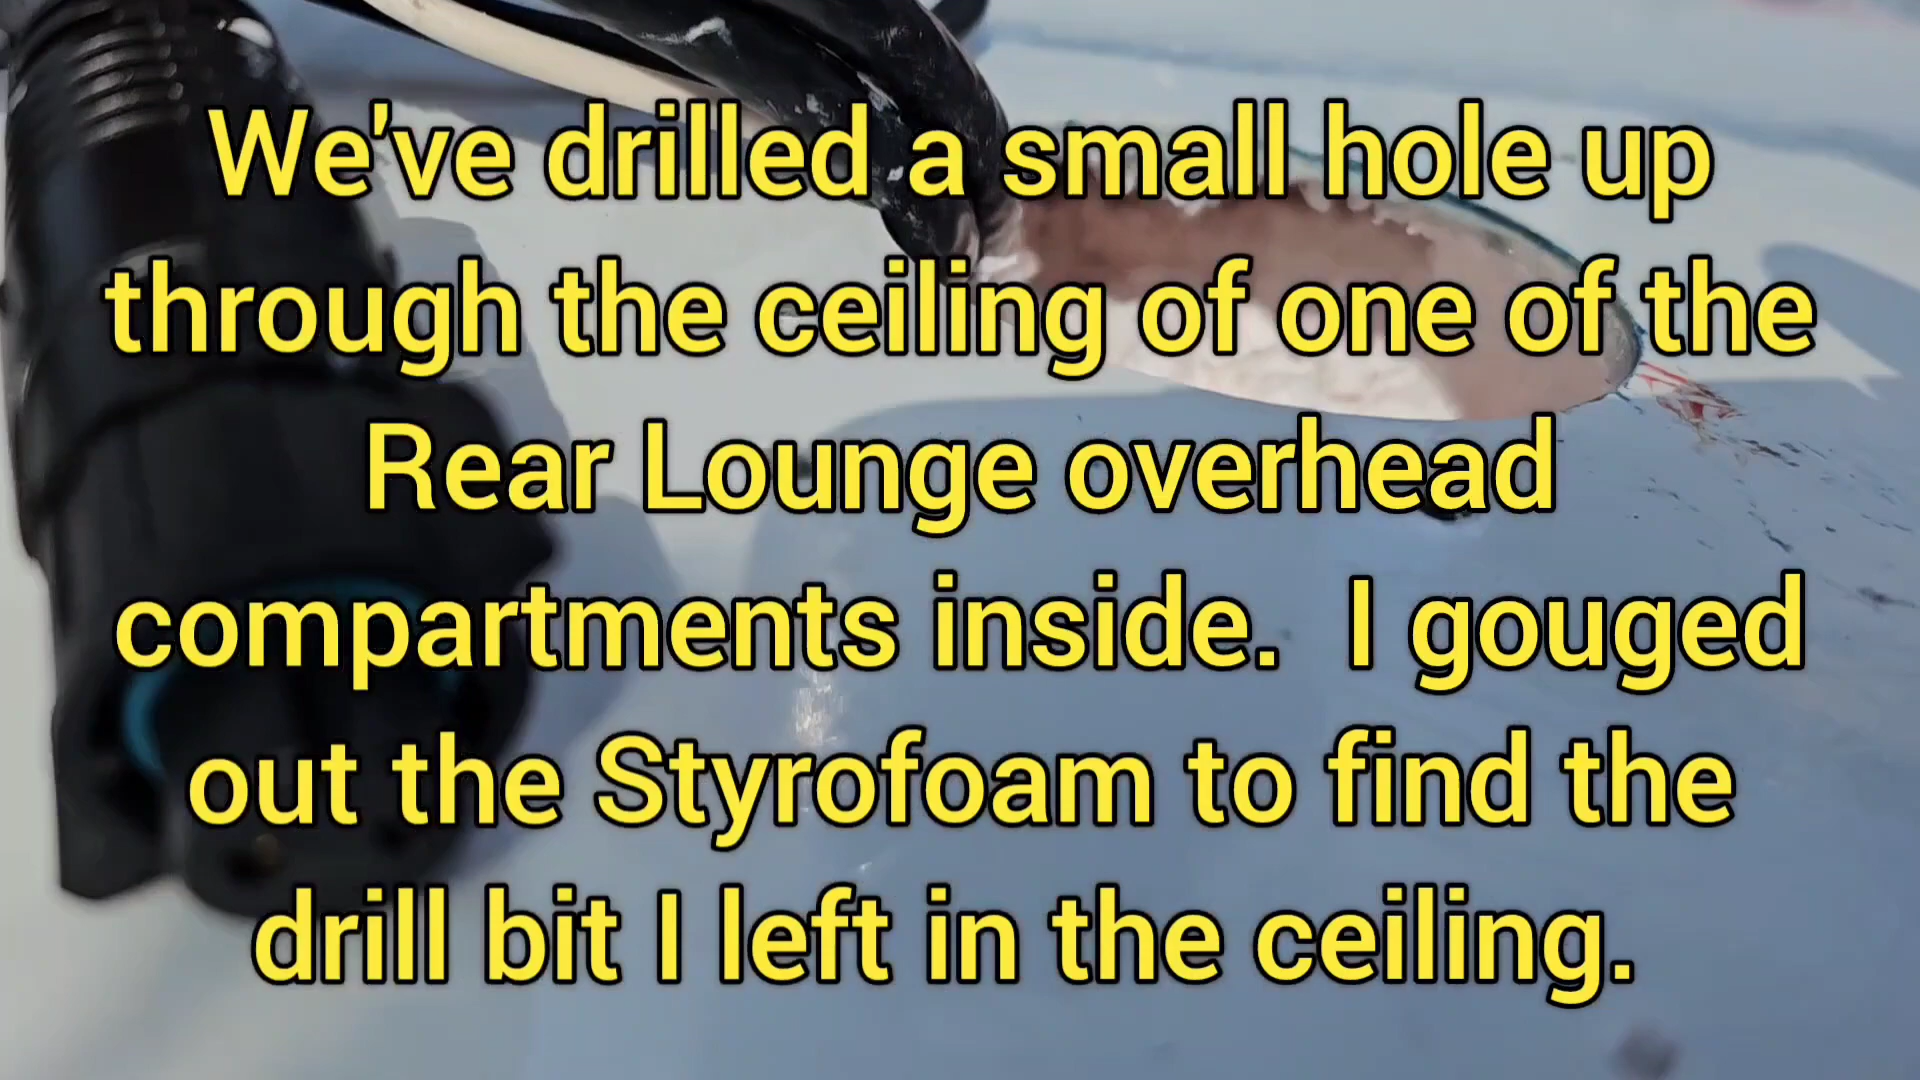 We've drilled a small hole up
through the ceiling of one of the
Rear Lounge overhead
compartments inside.  I gouged
out the Styrofoam to find the
drill bit I left in the ceiling.